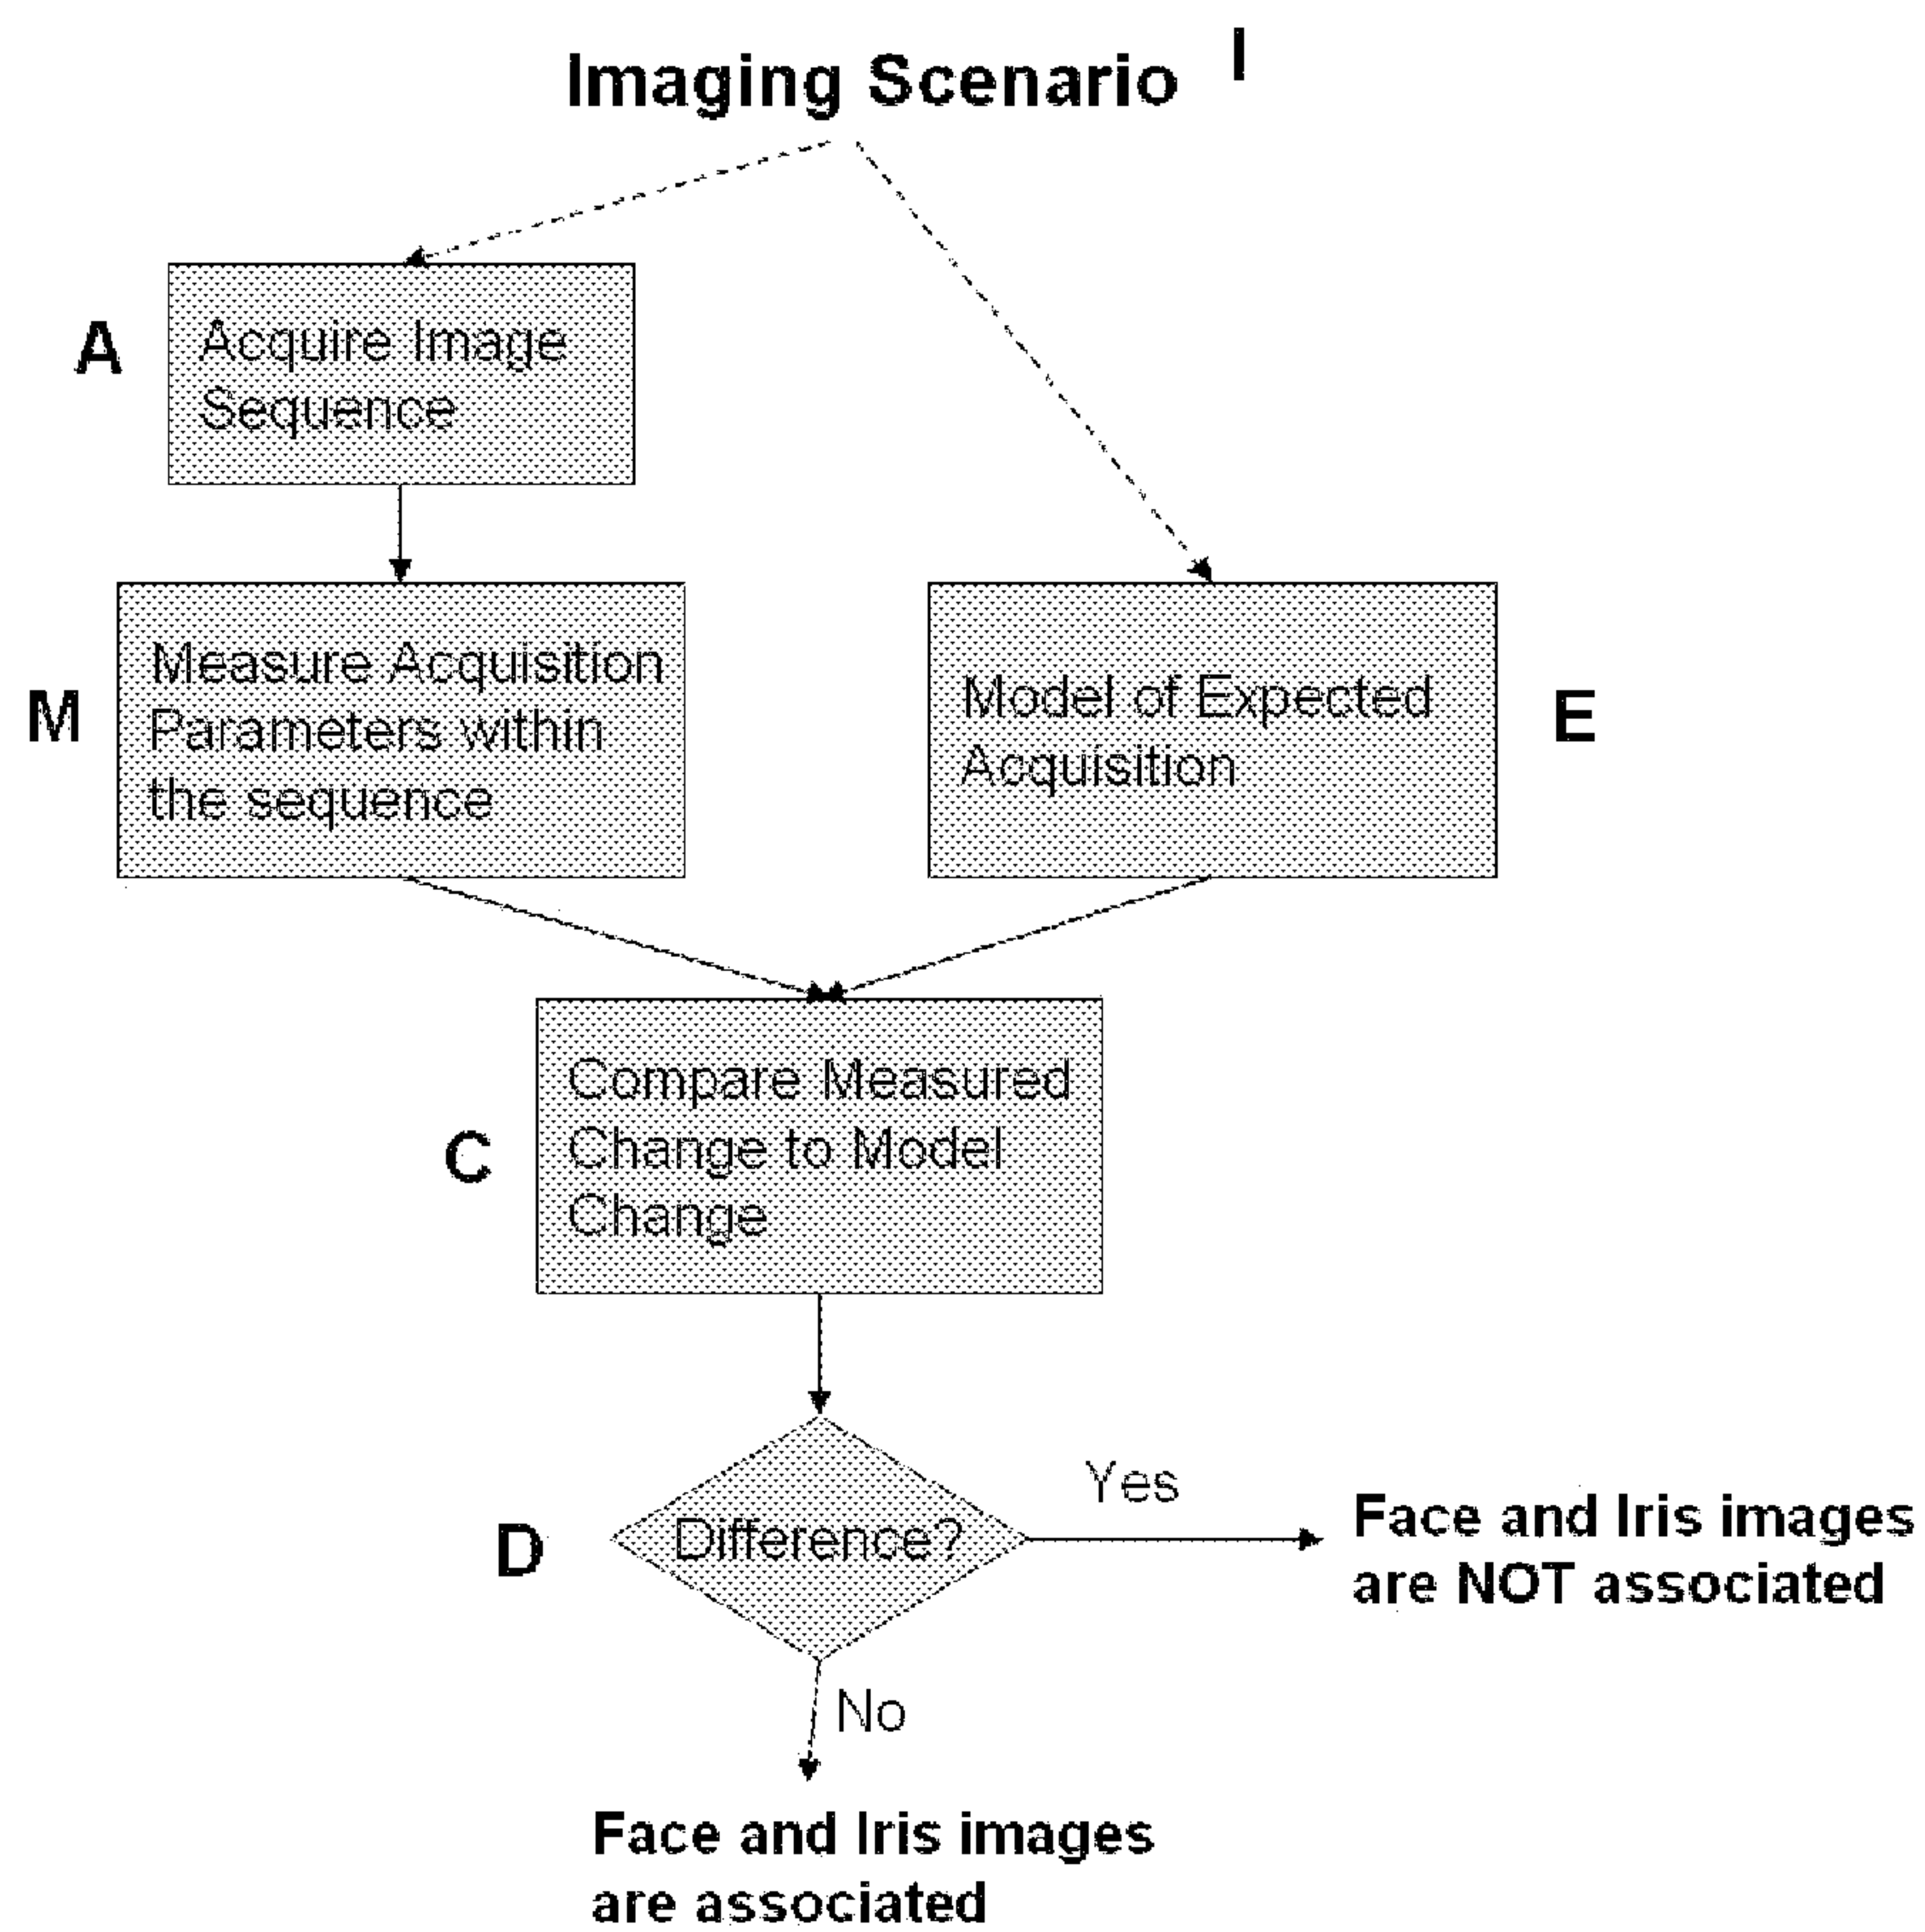 Imaging Scenario I
A
Acquire Image
Sequence
M
Measure Acquisition
Parameters within
the sequence
Model of Expected
Acquisition
E
C
Compare Measured
Change to Model
Change
D
Difference?
Yes
Face and Iris images
are NOT associated
No
Face and Iris images
are associated